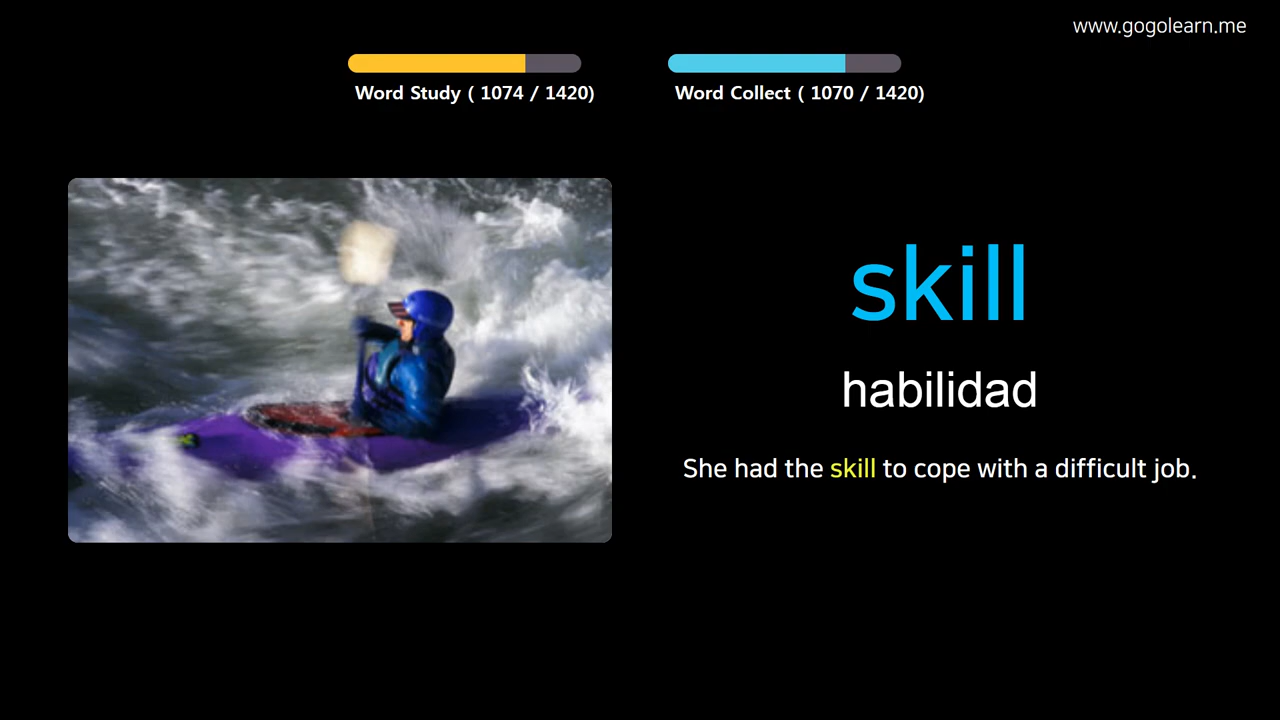 www.gogolearn.me
Word Study ( 1074 / 1420)
Word Collect ( 1070 / 1420)
skill
habilidad
She had the skill to cope with a difficult job.